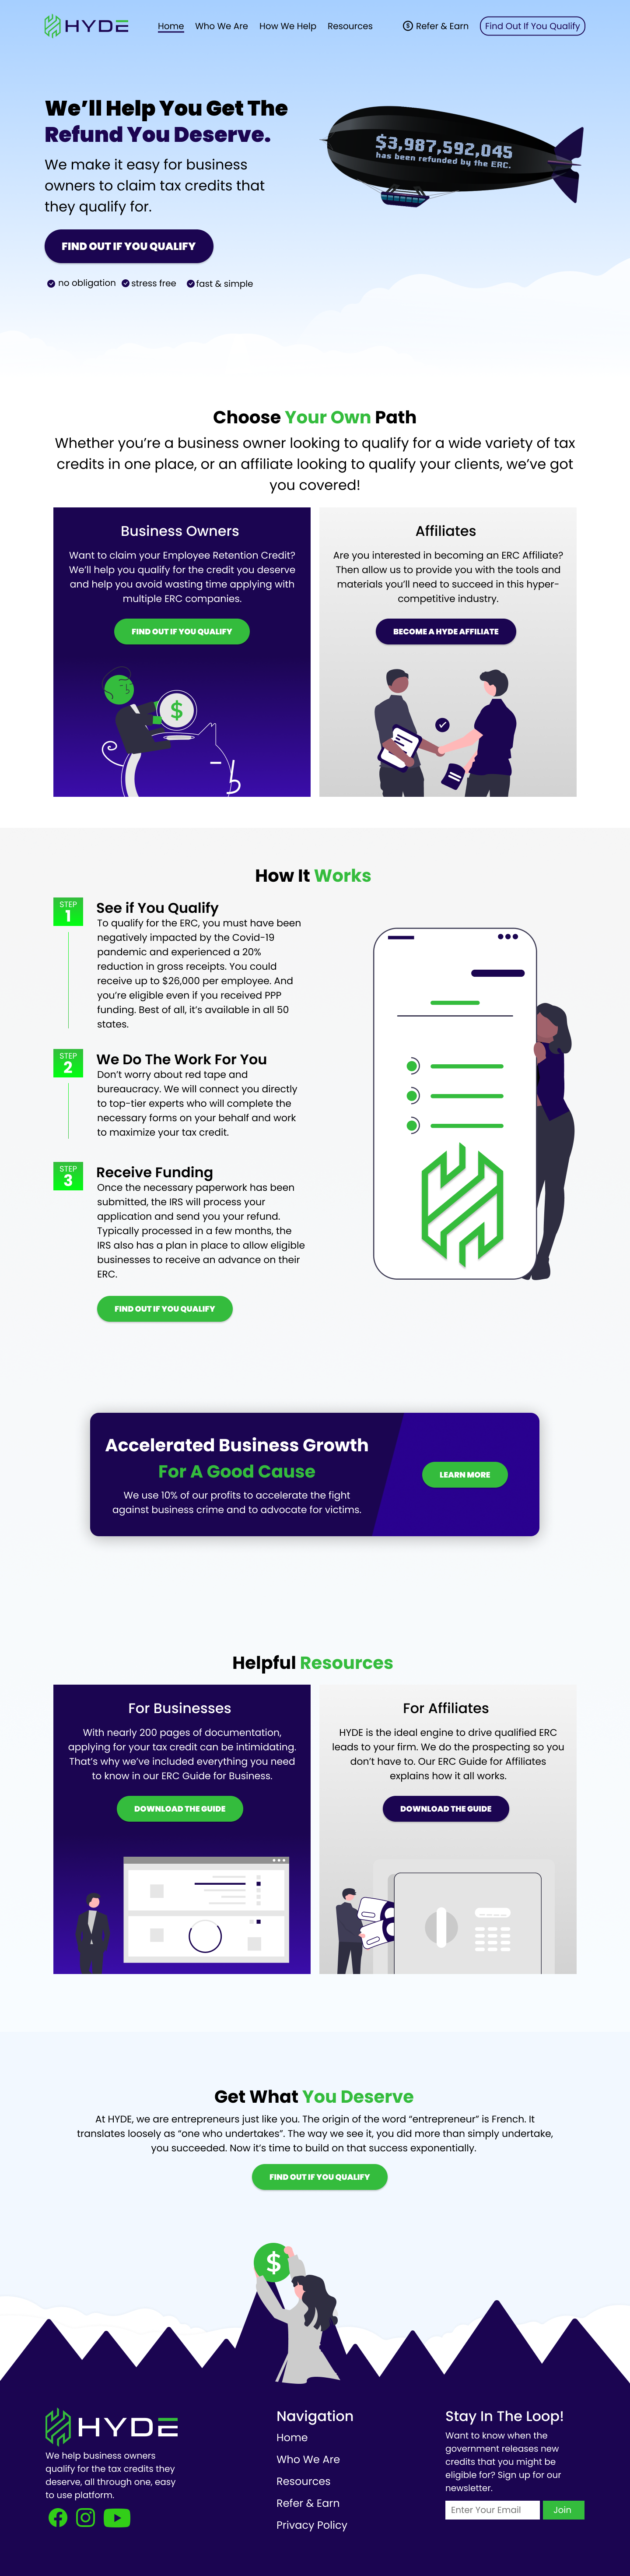 HYDE
Home Who We Are How We Help Resources $ Refer & Earn Find Out If You Qualify
We’ll Help You Get The
Refund You Deserve.
We make it easy for business
owners to claim tax credits that
they qualify for.
$3,987,592,045
has been refunded by the ERC.
FIND OUT IF YOU QUALIFY
no obligation stress free fast & simple
Choose Your Own Path
Whether you’re a business owner looking to qualify for a wide variety of tax
credits in one place, or an affiliate looking to qualify your clients, we’ve got
you covered!
Business Owners
Want to claim your Employee Retention Credit?
We’ll help you qualify for the credit you deserve
and help you avoid wasting time applying with
multiple ERC companies.
FIND OUT IF YOU QUALIFY
$
Affiliates
Are you interested in becoming an ERC Affiliate?
Then allow us to provide you with the tools and
materials you’ll need to succeed in this hyper-
competitive industry.
BECOME A HYDE AFFILIATE
How It Works
STEP
1
See if You Qualify
To qualify for the ERC, you must have been
negatively impacted by the Covid-19
pandemic and experienced a 20%
reduction in gross receipts. You could
receive up to $26,000 per employee. And
you’re eligible even if you received PPP
funding. Best of all, it’s available in all 50
states.
STEP
2
We Do The Work For You
Don’t worry about red tape and
bureaucracy. We will connect you directly
to top-tier experts who will complete the
necessary forms on your behalf and work
to maximize your tax credit.
STEP
3
Receive Funding
Once the necessary paperwork has been
submitted, the IRS will process your
application and send you your refund.
Typically processed in a few months, the
IRS also has a plan in place to allow eligible
businesses to receive an advance on their
ERC.
FIND OUT IF YOU QUALIFY
Accelerated Business Growth
For A Good Cause
We use 10% of our profits to accelerate the fight
against business crime and to advocate for victims.
LEARN MORE
Helpful Resources
For Businesses
With nearly 200 pages of documentation,
applying for your tax credit can be intimidating.
That’s why we’ve included everything you need
to know in our ERC Guide for Business.
DOWNLOAD THE GUIDE
For Affiliates
HYDE is the ideal engine to drive qualified ERC
leads to your firm. We do the prospecting so you
don’t have to. Our ERC Guide for Affiliates
explains how it all works.
DOWNLOAD THE GUIDE
Get What You Deserve
At HYDE, we are entrepreneurs just like you. The origin of the word “entrepreneur” is French. It
translates loosely as “one who undertakes”. The way we see it, you did more than simply undertake,
you succeeded. Now it’s time to build on that success exponentially.
FIND OUT IF YOU QUALIFY
$
HYDE
We help business owners
qualify for the tax credits they
deserve, all through one, easy
to use platform.
Navigation
Home
Who We Are
Resources
Refer & Earn
Privacy Policy
Stay In The Loop!
Want to know when the
government releases new
credits that you might be
eligible for? Sign up for our
newsletter.
Enter Your Email Join